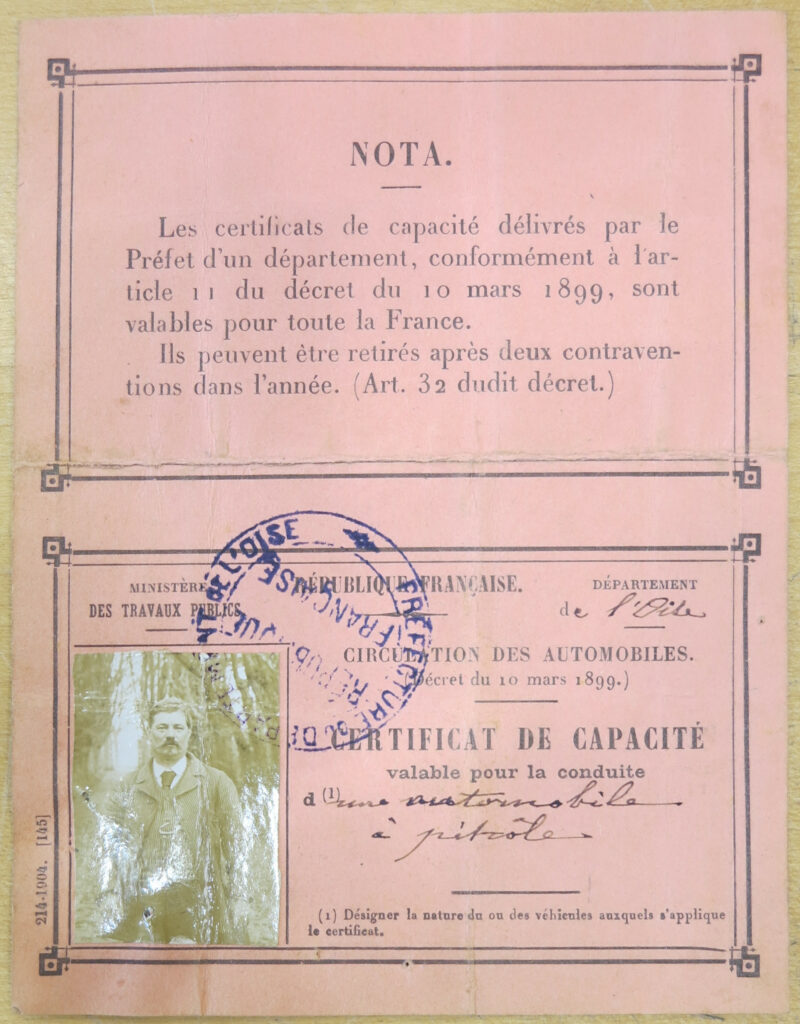 NOTA.
Les certificats de capacité délivrés par le
Préfet d'un département, conformément à l'ar-
ticle 11 du décret du 10 mars 1899, sont
valables pour toute la France.
Ils peuvent être retirés après deux contraven-
tions dans l'année. (Art. 32 dudit décret.)
MINISTÈRE
DES TRAVAUX PUBLICS.
RÉPUBLIQUE FRANÇAISE.
DÉPARTEMENT
de l'Oise
CIRCULATION DES AUTOMOBILES.
(Décret du 10 mars 1899.)
CERTIFICAT DE CAPACITÉ
valable pour la conduite
d (1) une automobile
à pétrôle
(1) Désigner la nature du ou des véhicules auxquels s'applique
le certificat.
214-1904. [145]
PRÉFECTURE DU DÉPARTEMENT DE L'OISE
RÉPUBLIQUE
FRANÇAISE